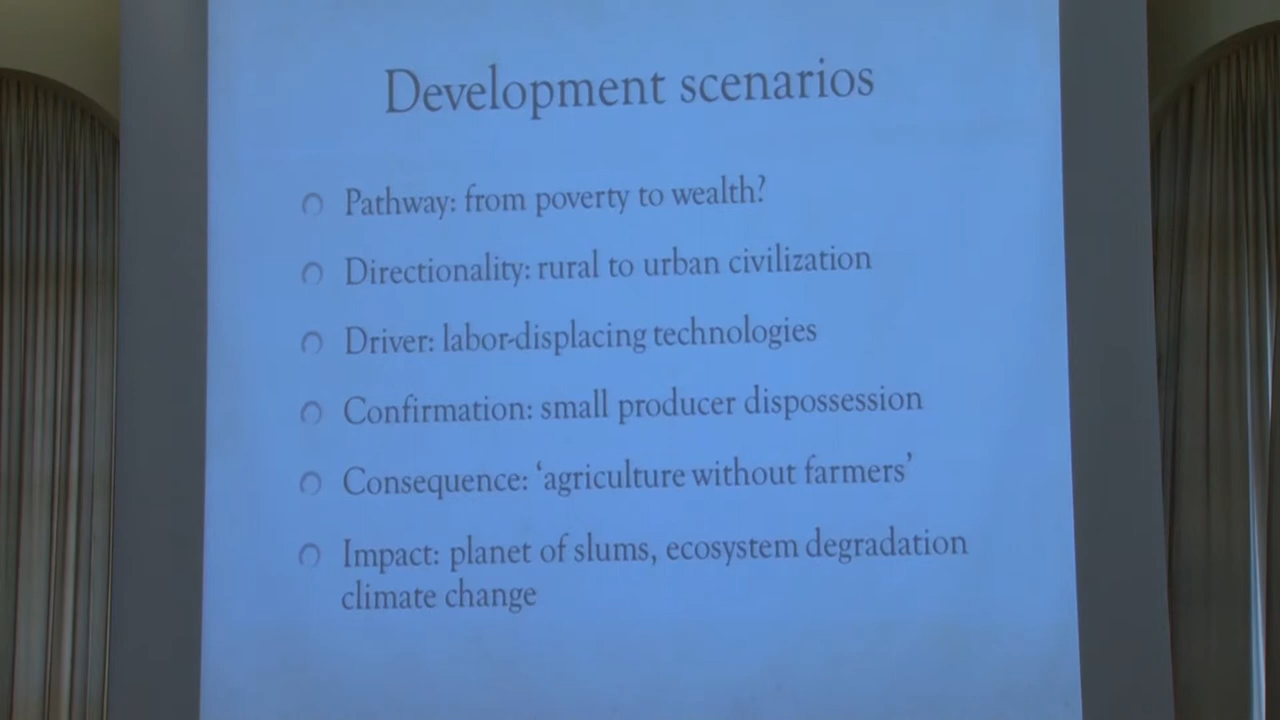 Development scenarios
Pathway: from poverty to wealth?
Directionality: rural to urban civilization
Driver: labor-displacing technologies
Confirmation: small producer dispossession
Consequence: ‘agriculture without farmers’
Impact: planet of slums, ecosystem degradation
climate change